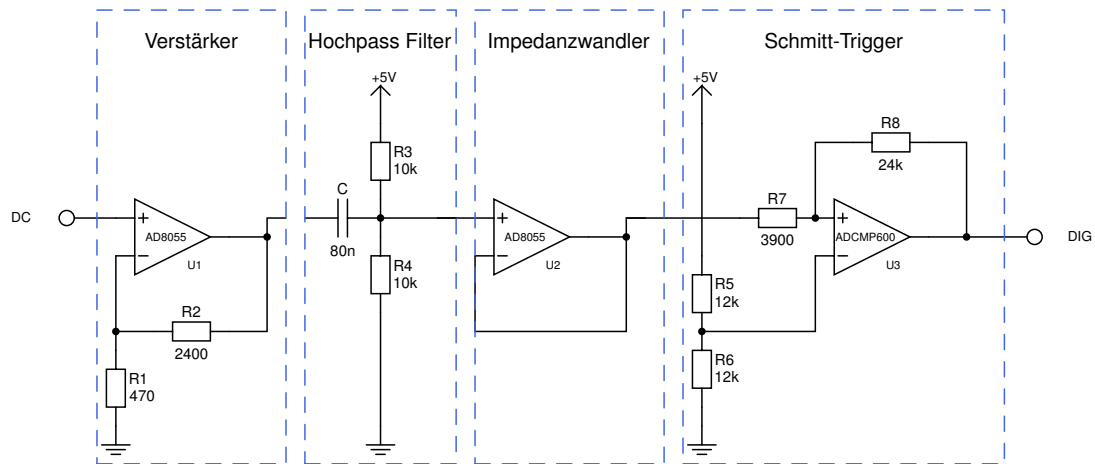 Verstärker
Hochpass Filter
Impedanzwandler
Schmitt-Trigger
DC
AD8055
U1
R2
2400
R1
470
+5V
R3
10k
C
80n
R4
10k
AD8055
U2
+5V
R8
24k
R7
3900
ADCMP600
U3
R5
12k
R6
12k
DIG